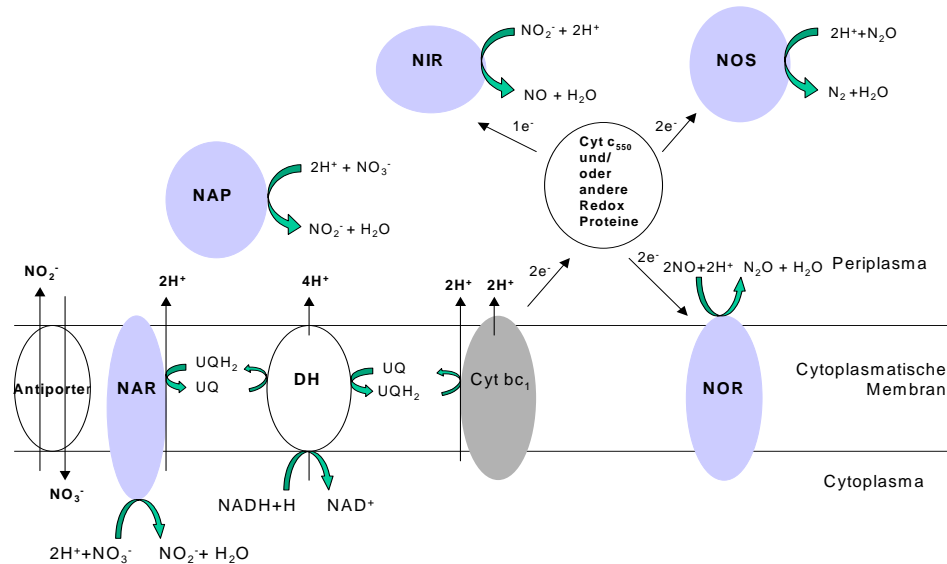 NO₂⁻ + 2H⁺
NIR
NO + H₂O
1e⁻
2H⁺+N₂O
NOS
N₂ +H₂O
2e⁻
Cyt c₅₅₀
und/
oder
andere
Redox
Proteine
2H⁺ + NO₃⁻
NAP
NO₂⁻ + H₂O
2e⁻
2e⁻
2NO+2H⁺
N₂O + H₂O
Periplasma
NO₂⁻
2H⁺
4H⁺
2H⁺
2H⁺
Antiporter
NAR
UQH₂
UQ
DH
UQ
UQH₂
Cyt bc₁
NOR
Cytoplasmatische
Membran
NO₃⁻
NADH+H
NAD⁺
Cytoplasma
2H⁺+NO₃⁻
NO₂⁻+ H₂O